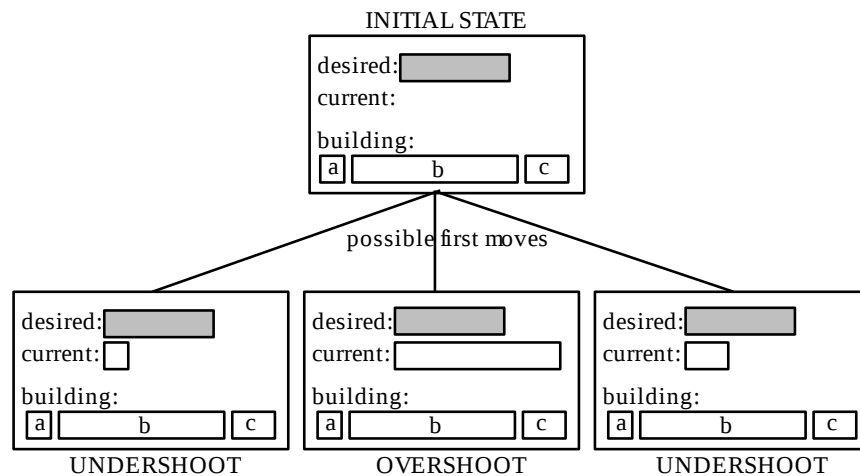 INITIAL STATE
desired:
current:
building:
a b c
possible first moves
desired:
current:
building:
a b c
UNDERSHOOT
desired:
current:
building:
a b c
OVERSHOOT
desired:
current:
building:
a b c
UNDERSHOOT